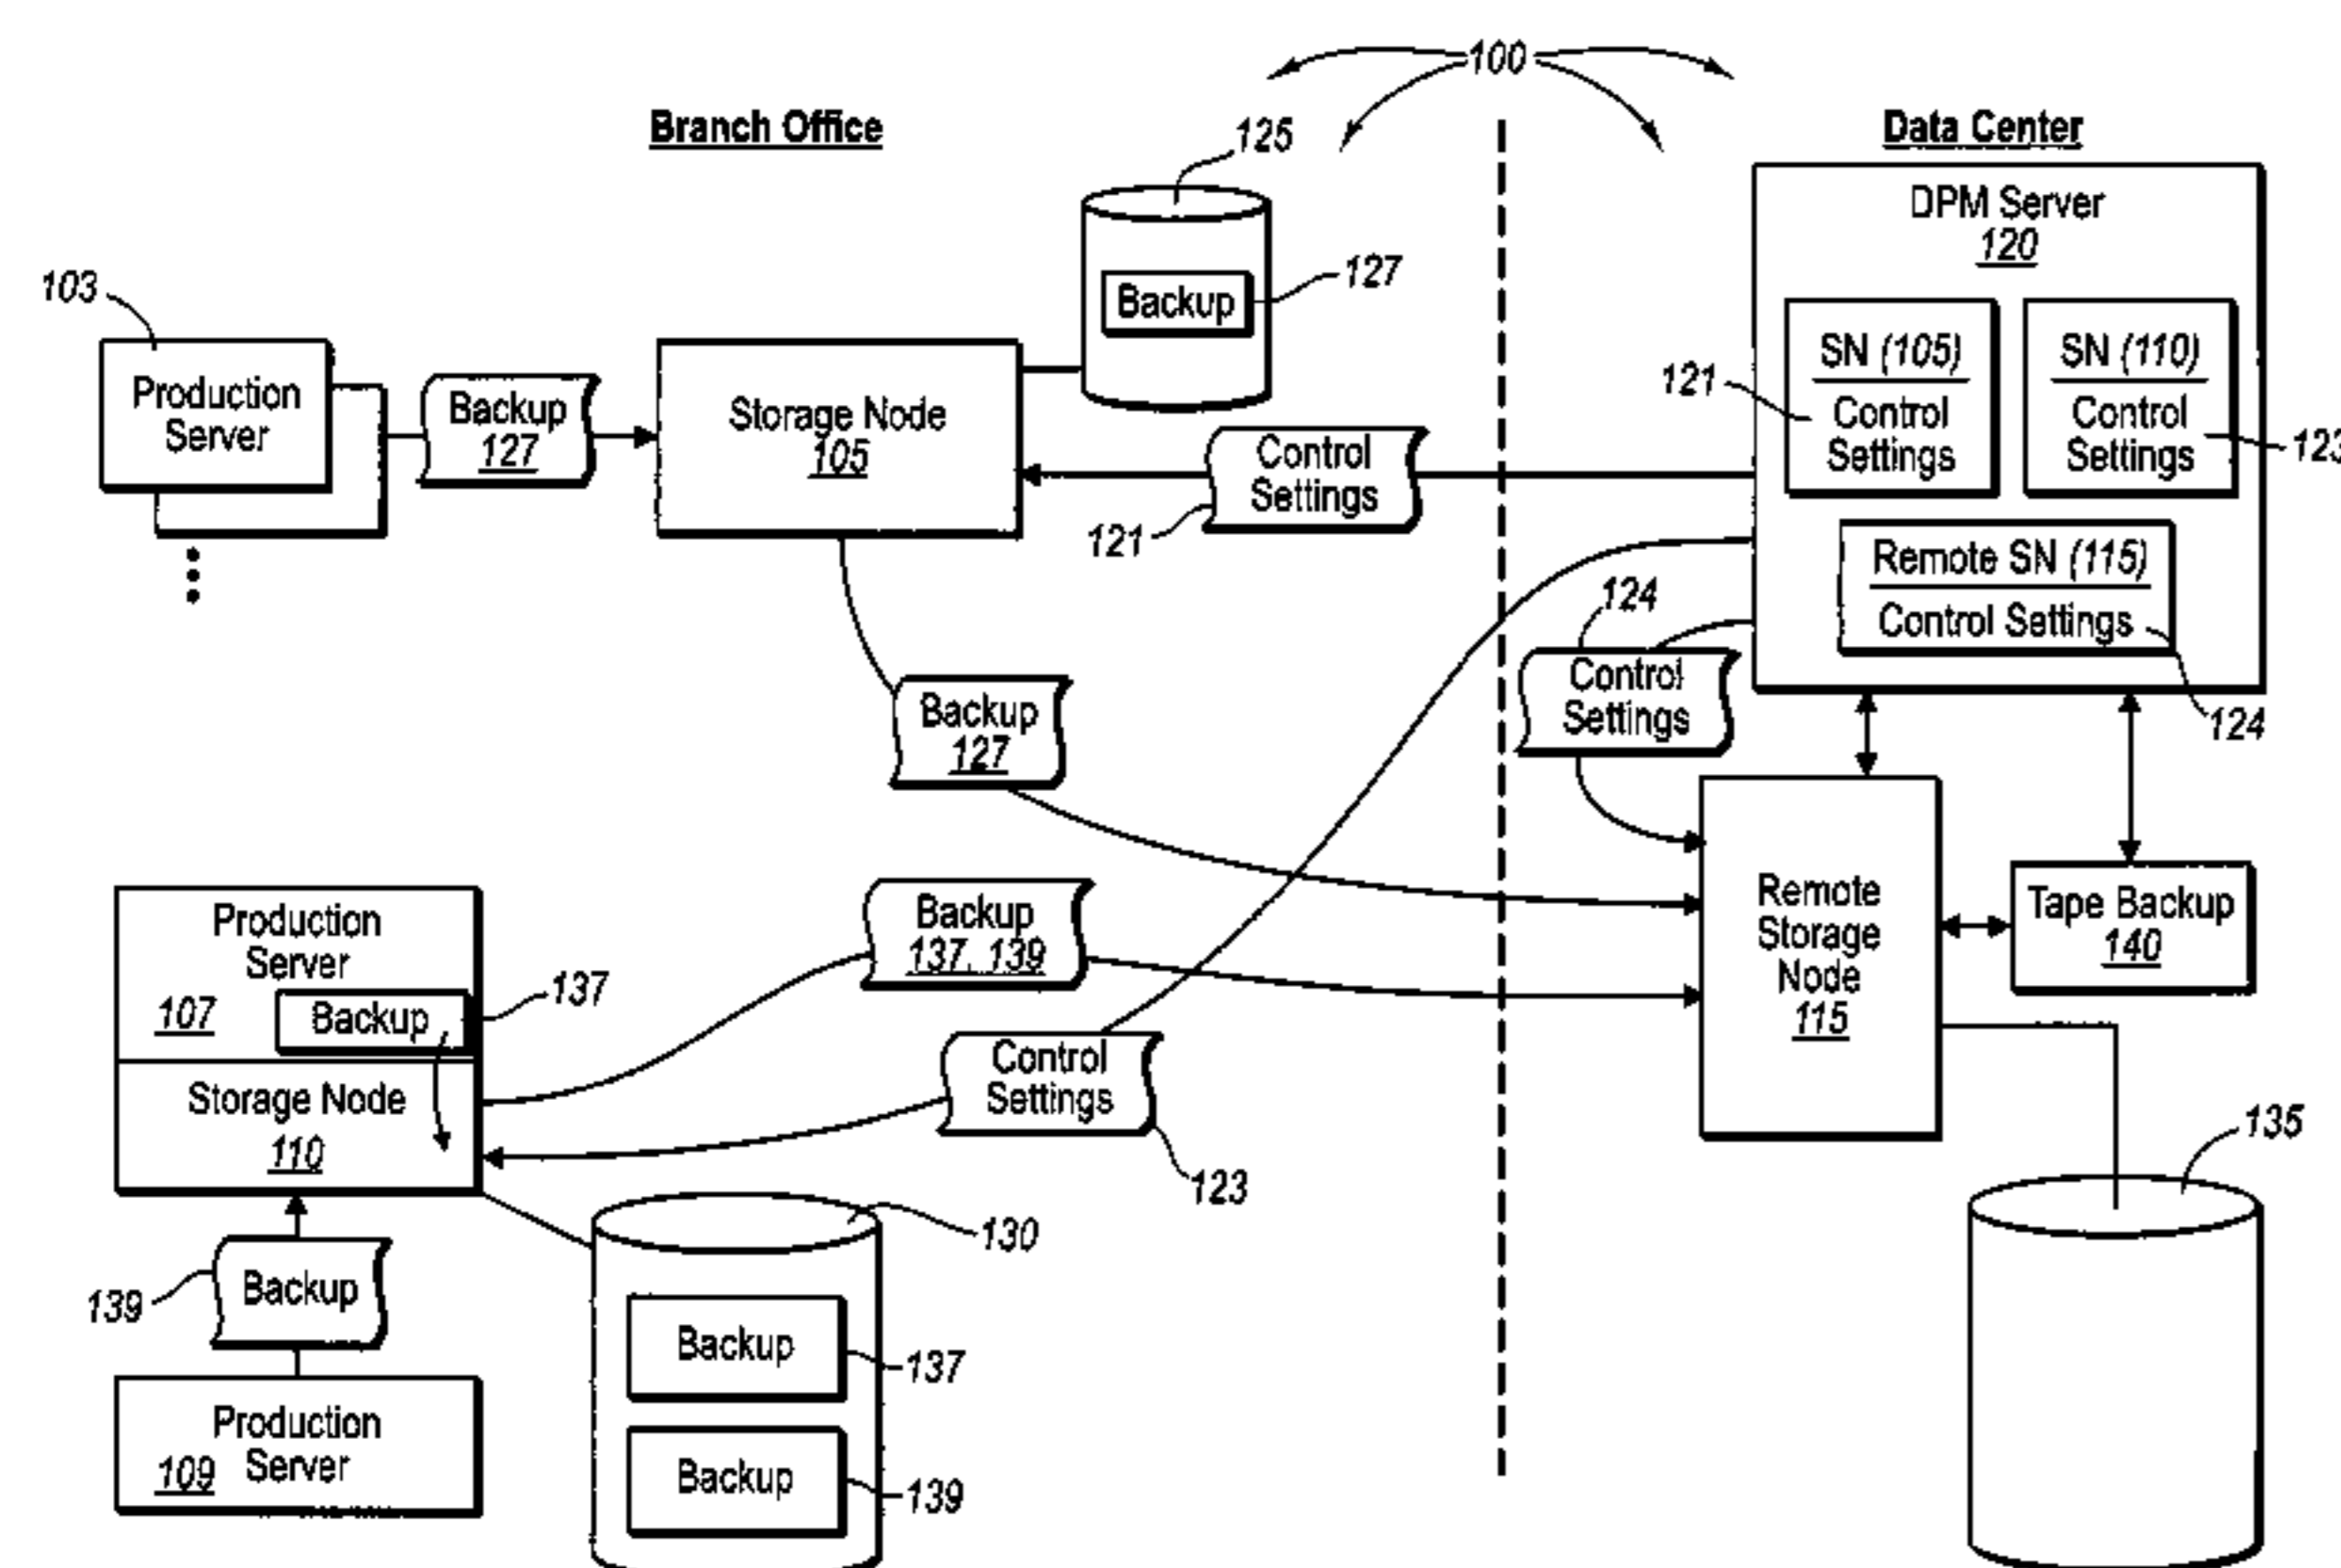 100
Branch Office
Data Center
125
DPM Server
120
127
Backup
103
SN (105)
Control
Settings
121
SN (110)
Control
Settings
123
Production
Server
Backup
127
Storage Node
105
Control
Settings
121
Remote SN (115)
Control Settings
124
124
Control
Settings
Backup
127
Production
Server
107
Backup
137
Storage Node
110
Backup
137, 139
Control
Settings
123
Remote
Storage
Node
115
Tape Backup
140
135
130
139
Backup
Backup
137
Production
Server
109
Backup
139